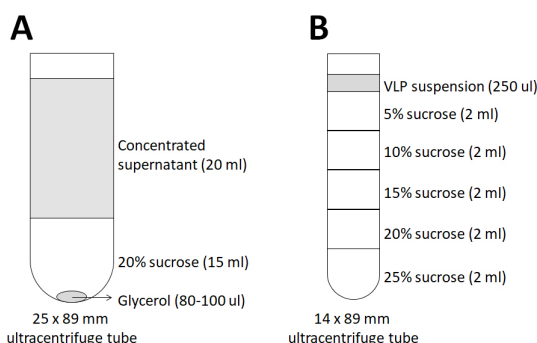 A
Concentrated
supernatant (20 ml)
20% sucrose (15 ml)
Glycerol (80-100 ul)
25 x 89 mm
ultracentrifuge tube
B
VLP suspension (250 ul)
5% sucrose (2 ml)
10% sucrose (2 ml)
15% sucrose (2 ml)
20% sucrose (2 ml)
25% sucrose (2 ml)
14 x 89 mm
ultracentrifuge tube